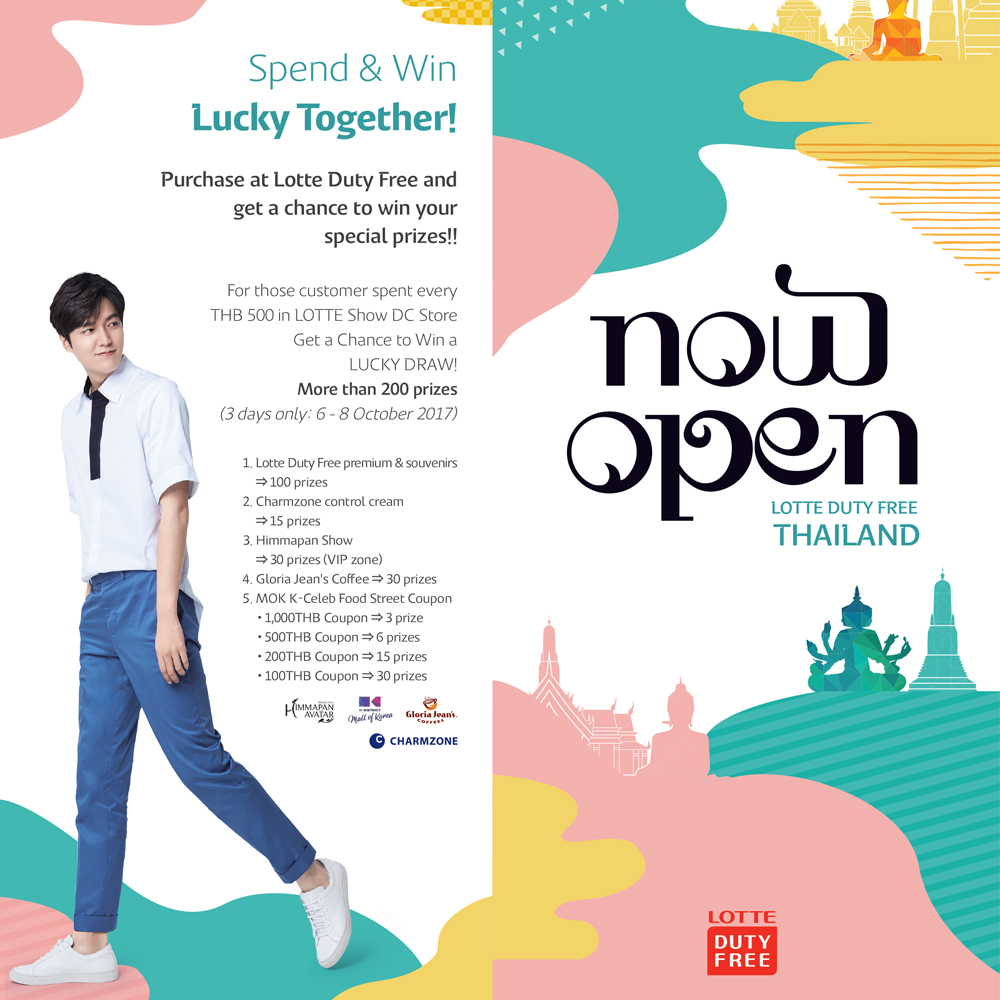 Spend & Win
Lucky Together!
Purchase at Lotte Duty Free and
get a chance to win your
special prizes!!
For those customer spent every
THB 500 in LOTTE Show DC Store
Get a Chance to Win a
LUCKY DRAW!
More than 200 prizes
(3 days only: 6 - 8 October 2017)
1. Lotte Duty Free premium & souvenirs
⇒ 100 prizes
2. Charmzone control cream
⇒ 15 prizes
3. Himmapan Show
⇒ 30 prizes (VIP zone)
4. Gloria Jean's Coffee ⇒ 30 prizes
5. MOK K-Celeb Food Street Coupon
• 1,000THB Coupon ⇒ 3 prize
• 500THB Coupon ⇒ 6 prizes
• 200THB Coupon ⇒ 15 prizes
• 100THB Coupon ⇒ 30 prizes
HIMMAPAN
AVATAR
Mall of Korea
Gloria Jean's
COFFEES
C CHARMZONE
now
open
LOTTE DUTY FREE
THAILAND
LOTTE
DUTY
FREE